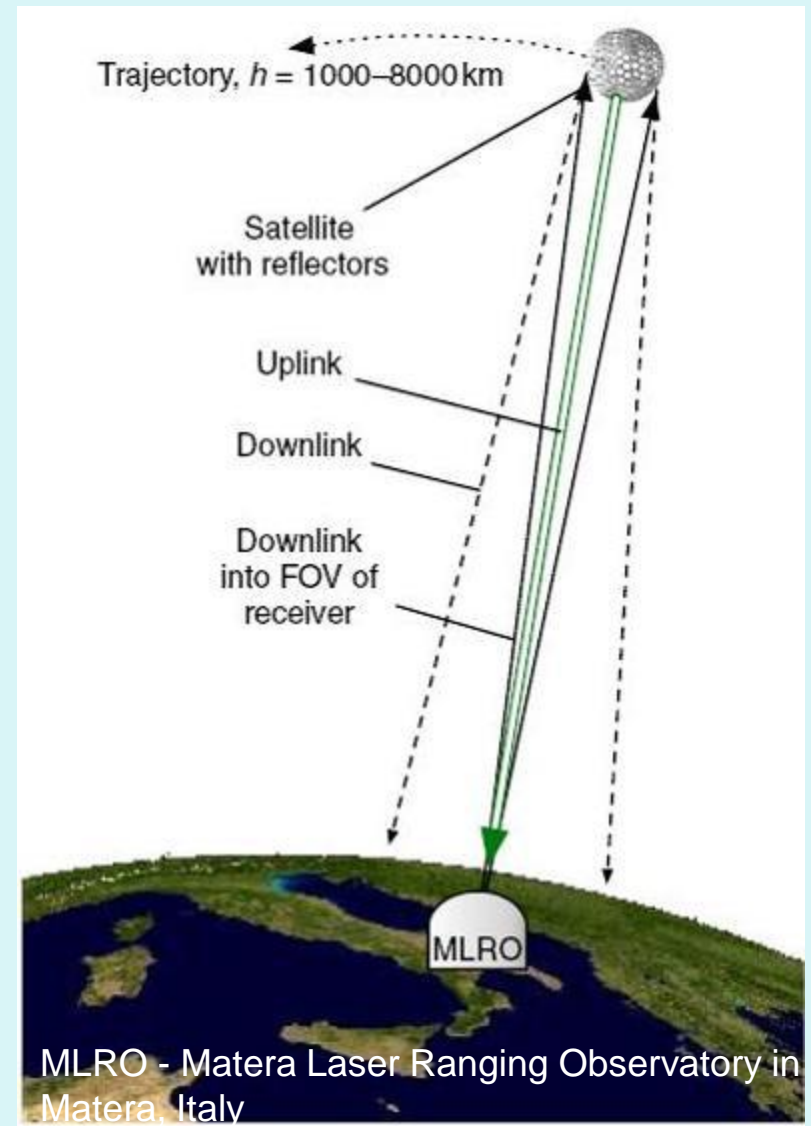 Trajectory, h = 1000–8000 km
Satellite
with reflectors
Uplink
Downlink
Downlink
into FOV of
receiver
MLRO
MLRO - Matera Laser Ranging Observatory in
Matera, Italy